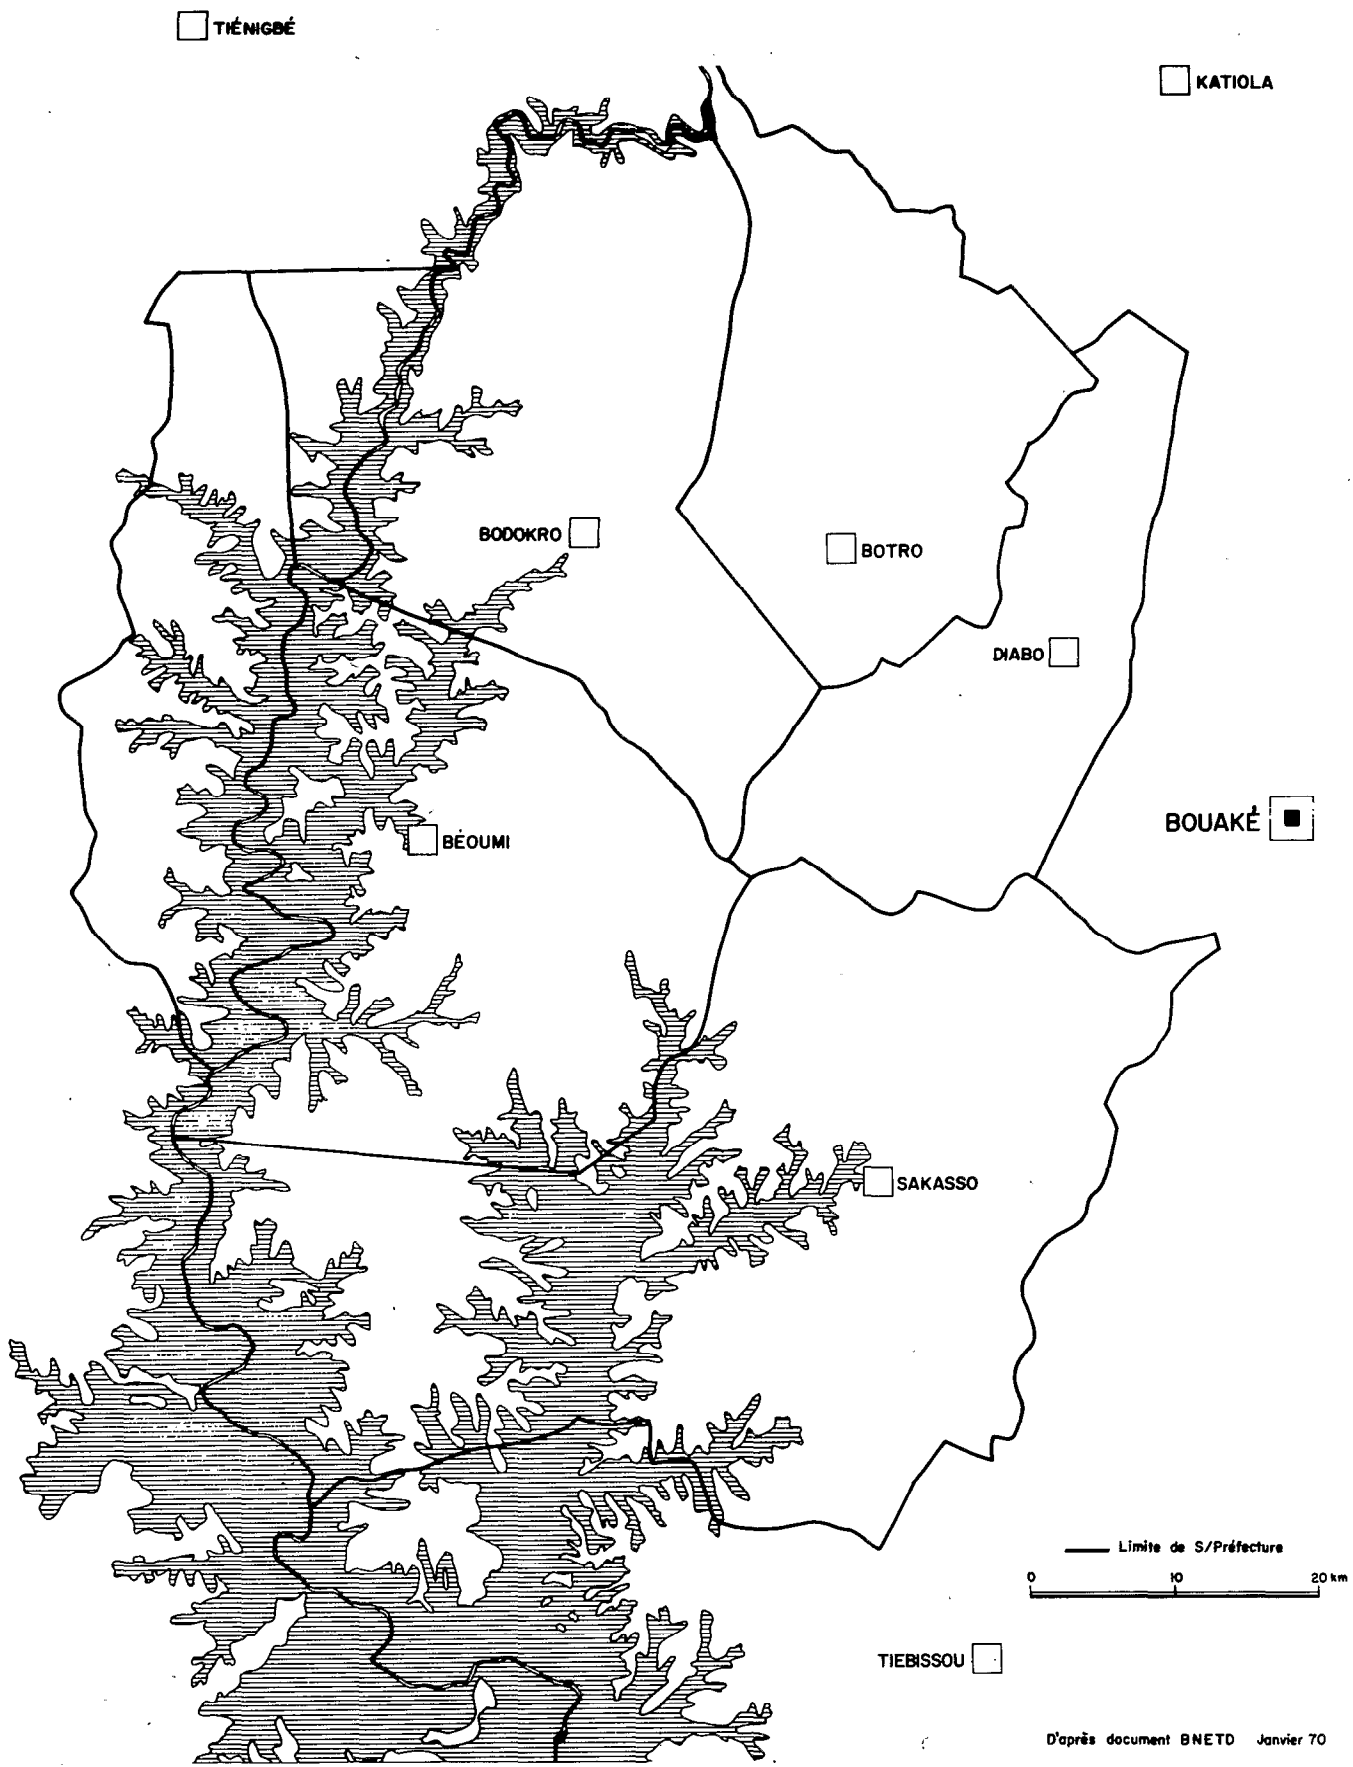 TIÉNIGBÉ
KATIOLA
BODOKRO
BOTRO
DIABO
BOUAKÉ
BÉOUMI
SAKASSO
Limite de S/Préfecture
0 10 20 km
TIEBISSOU
D'après document BNETD Janvier 70